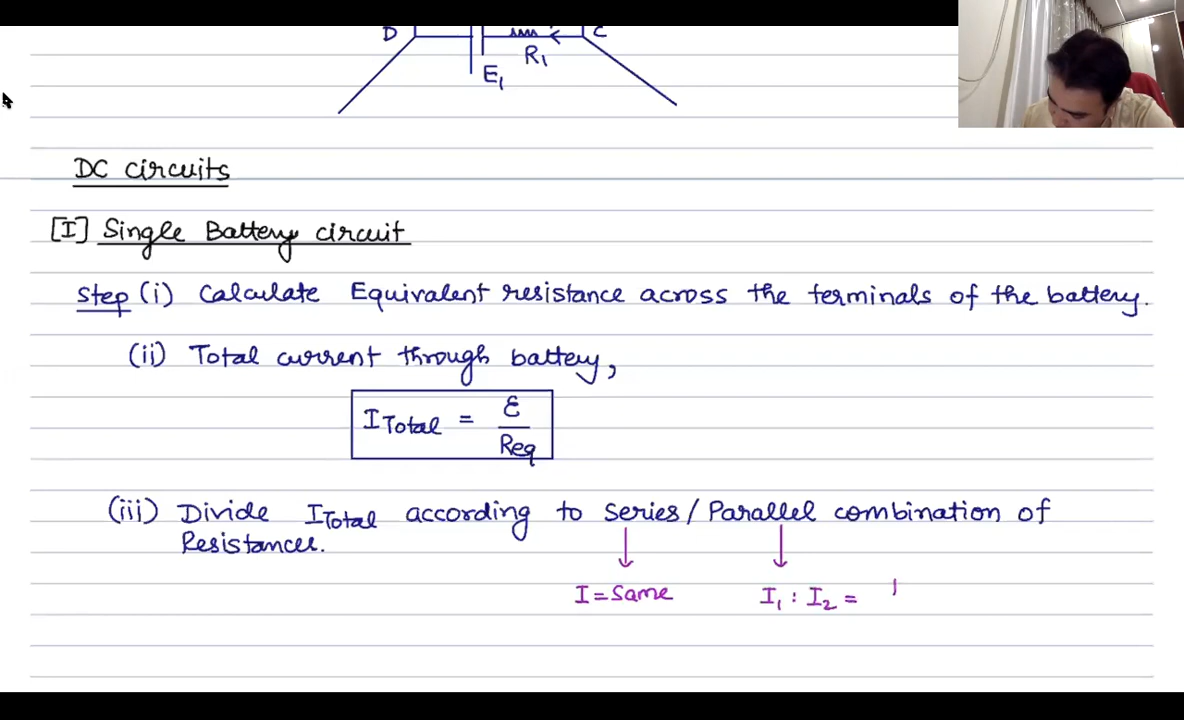 D C
R1
E1
DC circuits
[I] Single Battery circuit
Step (i) Calculate Equivalent resistance across the terminals of the battery.
(ii) Total current through battery,
ITotal = ε/Req
(iii) Divide ITotal according to Series/Parallel combination of
Resistances.
I = Same I1 : I2 =